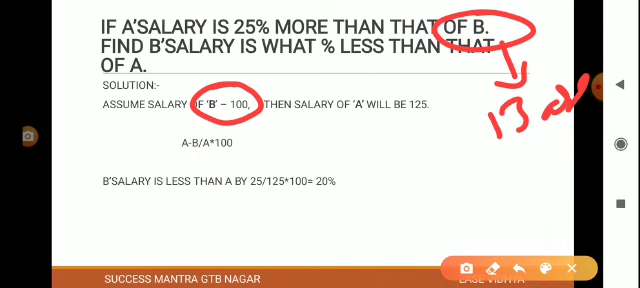 IF A'SALARY IS 25% MORE THAN THAT OF B.
FIND B'SALARY IS WHAT % LESS THAN THAT
OF A.
SOLUTION:-
ASSUME SALARY OF 'B' – 100, THEN SALARY OF 'A' WILL BE 125.
A-B/A*100
B'SALARY IS LESS THAN A BY 25/125*100= 20%
SUCCESS MANTRA GTB NAGAR